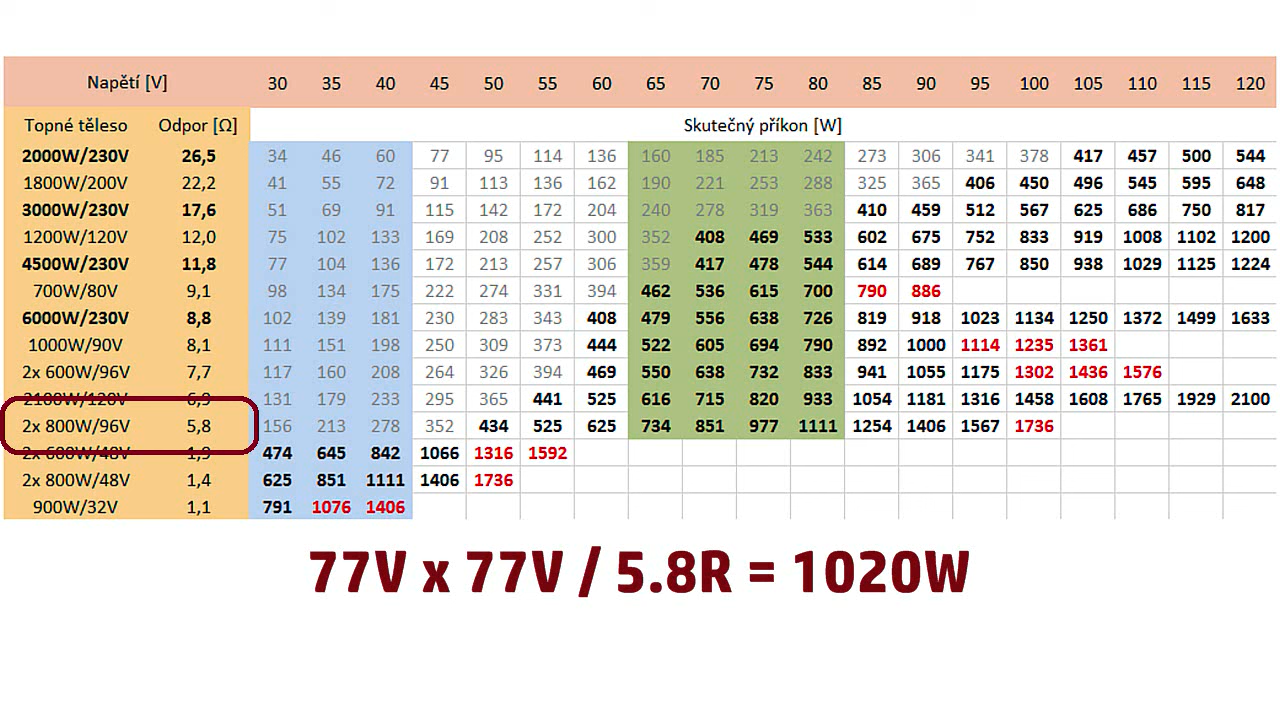 Napětí [V] 30 35 40 45 50 55 60 65 70 75 80 85 90 95 100 105 110 115 120
Topné těleso Odpor [Ω] Skutečný příkon [W]
2000W/230V 26,5 34 46 60 77 95 114 136 160 185 213 242 273 306 341 378 417 457 500 544
1800W/200V 22,2 41 55 72 91 113 136 162 190 221 253 288 325 365 406 450 496 545 595 648
3000W/230V 17,6 51 69 91 115 142 172 204 240 278 319 363 410 459 512 567 625 686 750 817
1200W/120V 12,0 75 102 133 169 208 252 300 352 408 469 533 602 675 752 833 919 1008 1102 1200
4500W/230V 11,8 77 104 136 172 213 257 306 359 417 478 544 614 689 767 850 938 1029 1125 1224
700W/80V 9,1 98 134 175 222 274 331 394 462 536 615 700 790 886
6000W/230V 8,8 102 139 181 230 283 343 408 479 556 638 726 819 918 1023 1134 1250 1372 1499 1633
1000W/90V 8,1 111 151 198 250 309 373 444 522 605 694 790 892 1000 1114 1235 1361
2x 600W/96V 7,7 117 160 208 264 326 394 469 550 638 732 833 941 1055 1175 1302 1436 1576
2100W/120V 6,9 131 179 233 295 365 441 525 616 715 820 933 1054 1181 1316 1458 1608 1765 1929 2100
2x 800W/96V 5,8 156 213 278 352 434 525 625 734 851 977 1111 1254 1406 1567 1736
2x 600W/48V 1,9 474 645 842 1066 1316 1592
2x 800W/48V 1,4 625 851 1111 1406 1736
900W/32V 1,1 791 1076 1406
77V x 77V / 5.8R = 1020W